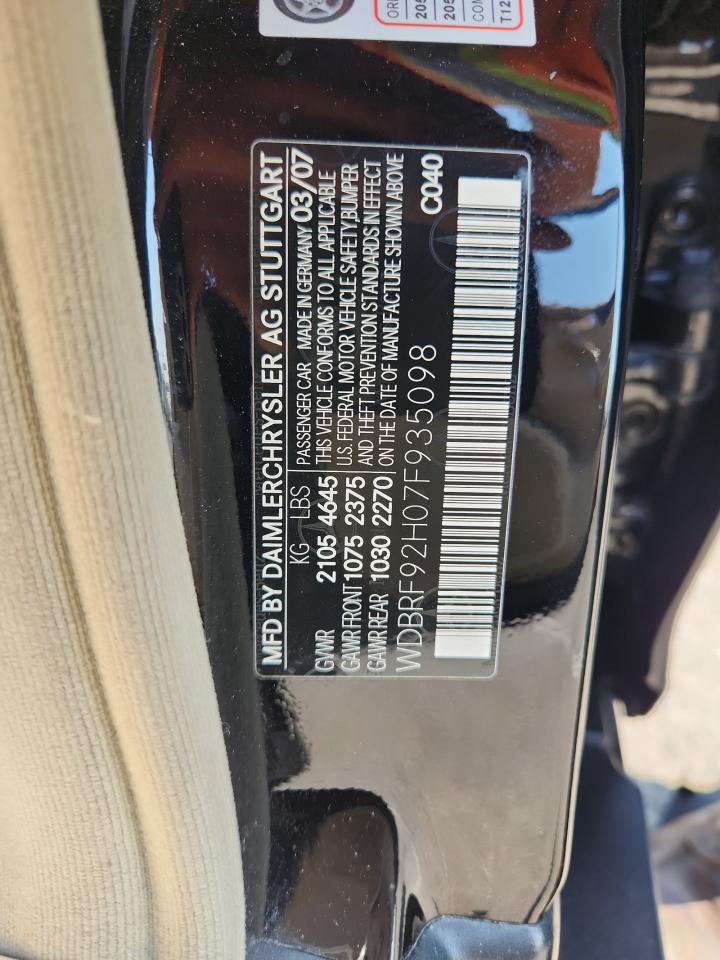 MFD BY DAIMLERCHRYSLER AG STUTTGART
KG LBS PASSENGER CAR MADE IN GERMANY 03/07
GVWR 2105 4645 THIS VEHICLE CONFORMS TO ALL APPLICABLE
GAWR FRONT 1075 2375 U.S. FEDERAL MOTOR VEHICLE SAFETY,BUMPER
AND THEFT PREVENTION STANDARDS IN EFFECT
GAWR REAR 1030 2270 ON THE DATE OF MANUFACTURE SHOWN ABOVE
WDBRF92H07F935098 C040